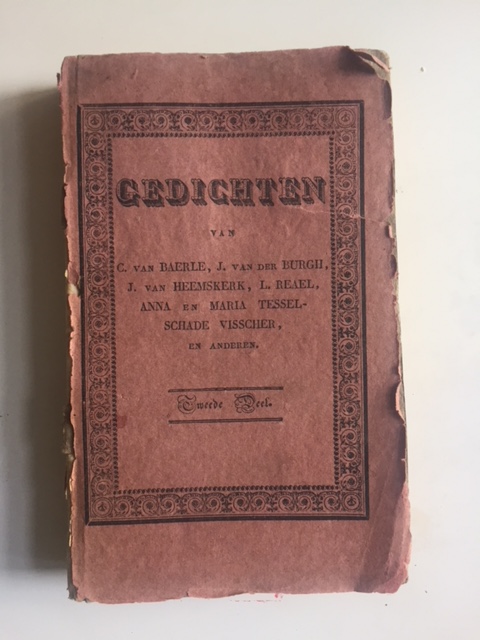 GEDICHTEN
VAN
C. VAN BAERLE, J. VAN DER BURGH,
J. VAN HEEMSKERK, L. REAEL,
ANNA EN MARIA TESSEL-
SCHADE VISSCHER,
EN ANDEREN.
Tweede Deel.